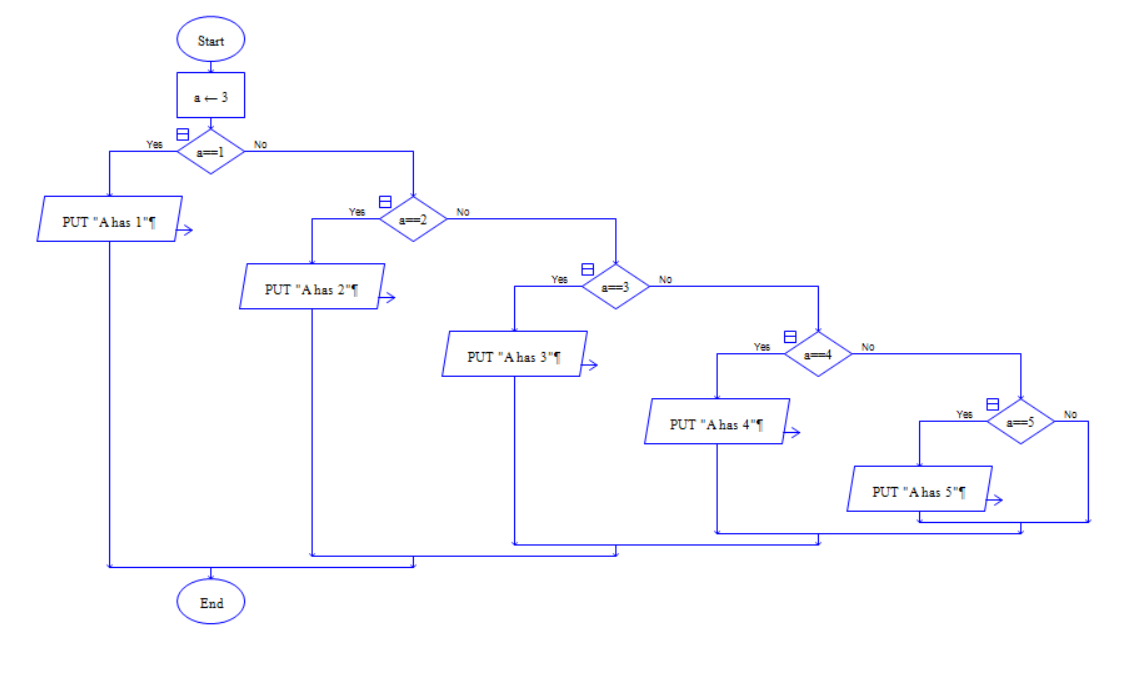 Start
a ← 3
Yes
a==1
No
PUT "A has 1"¶
Yes
a==2
No
PUT "A has 2"¶
Yes
a==3
No
PUT "A has 3"¶
Yes
a==4
No
PUT "A has 4"¶
Yes
a==5
No
PUT "A has 5"¶
End